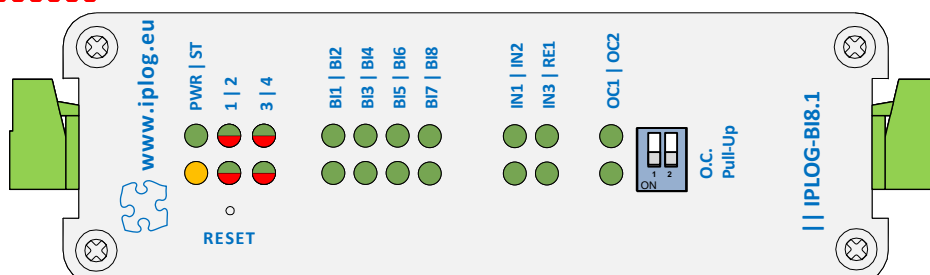 www.iplog.eu
PWR | ST
1 | 2
3 | 4
BI1 | BI2
BI3 | BI4
BI5 | BI6
BI7 | BI8
IN1 | IN2
IN3 | RE1
OC1 | OC2
1 2
ON
O.C.
Pull-Up
|| IPLOG-BI8.1
RESET